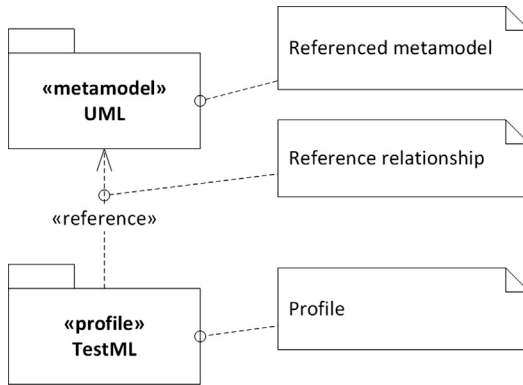 «metamodel»
UML
Referenced metamodel
Reference relationship
«reference»
«profile»
TestML
Profile